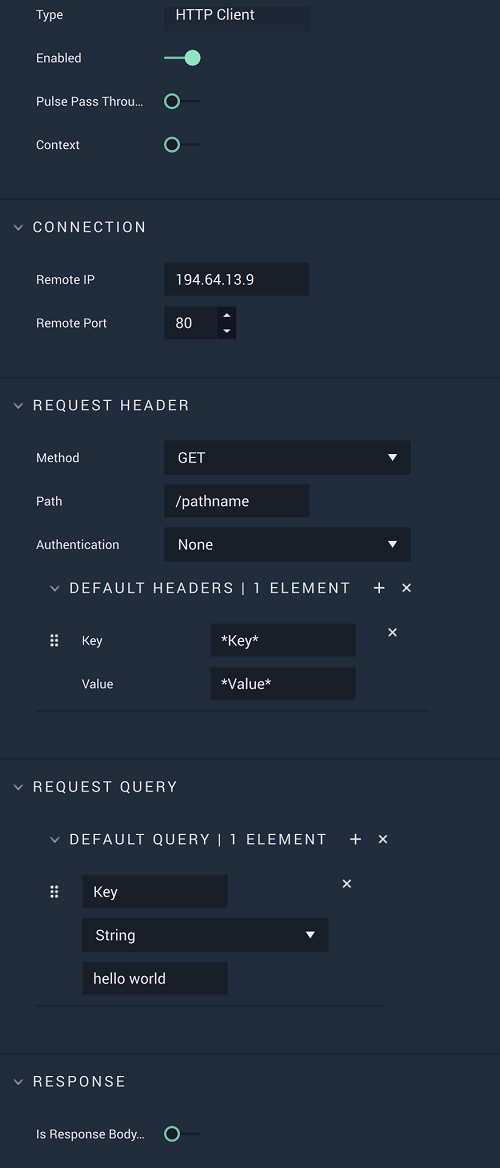 Type HTTP Client
Enabled
Pulse Pass Throu...
Context
CONNECTION
Remote IP 194.64.13.9
Remote Port 80
REQUEST HEADER
Method GET
Path /pathname
Authentication None
DEFAULT HEADERS | 1 ELEMENT + ×
Key *Key* ×
Value *Value*
REQUEST QUERY
DEFAULT QUERY | 1 ELEMENT + ×
Key ×
String
hello world
RESPONSE
Is Response Body...